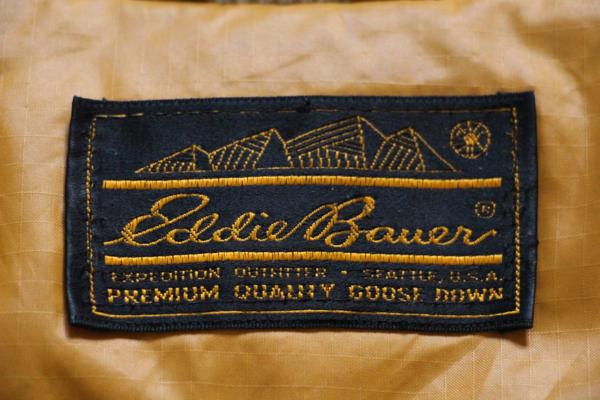 Eddie Bauer ®
EXPEDITION OUTFITTER • SEATTLE, U.S.A.
PREMIUM QUALITY GOOSE DOWN